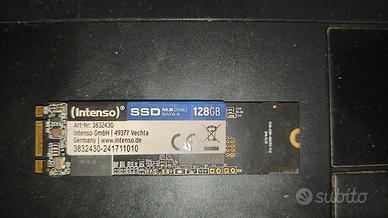 (intenso)®
SSD M.2 2280
SATA III
128GB
Art-Nr: 3832430
Intenso GmbH | 49377 Vechta
Germany | www.intenso.de
3832430-241711010
subito